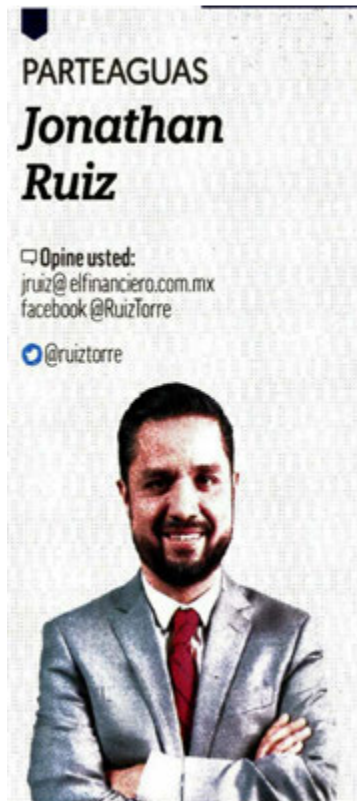 PARTEAGUAS
Jonathan
Ruiz
Opine usted:
jruiz@elfinanciero.com.mx
facebook @RuizTorre
@ruiztorre